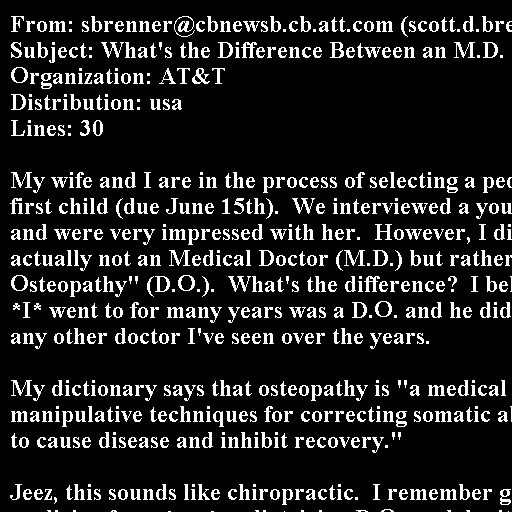 From: sbrenner@cbnewsb.cb.att.com (scott.d.bre
Subject: What's the Difference Between an M.D.
Organization: AT&T
Distribution: usa
Lines: 30

My wife and I are in the process of selecting a ped
first child (due June 15th).  We interviewed a you
and were very impressed with her.  However, I di
actually not an Medical Doctor (M.D.) but rather
Osteopathy" (D.O.).  What's the difference?  I bel
*I* went to for many years was a D.O. and he did
any other doctor I've seen over the years.

My dictionary says that osteopathy is "a medical
manipulative techniques for correcting somatic al
to cause disease and inhibit recovery."

Jeez, this sounds like chiropractic.  I remember g